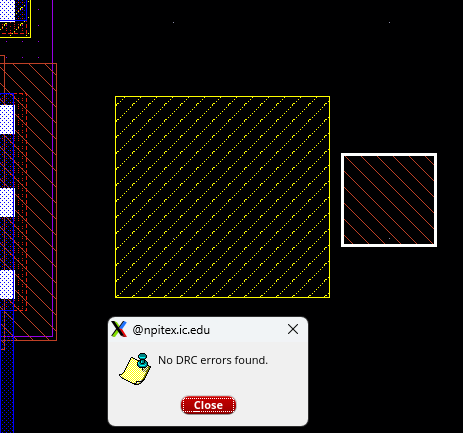 @npitex.ic.edu
No DRC errors found.
Close